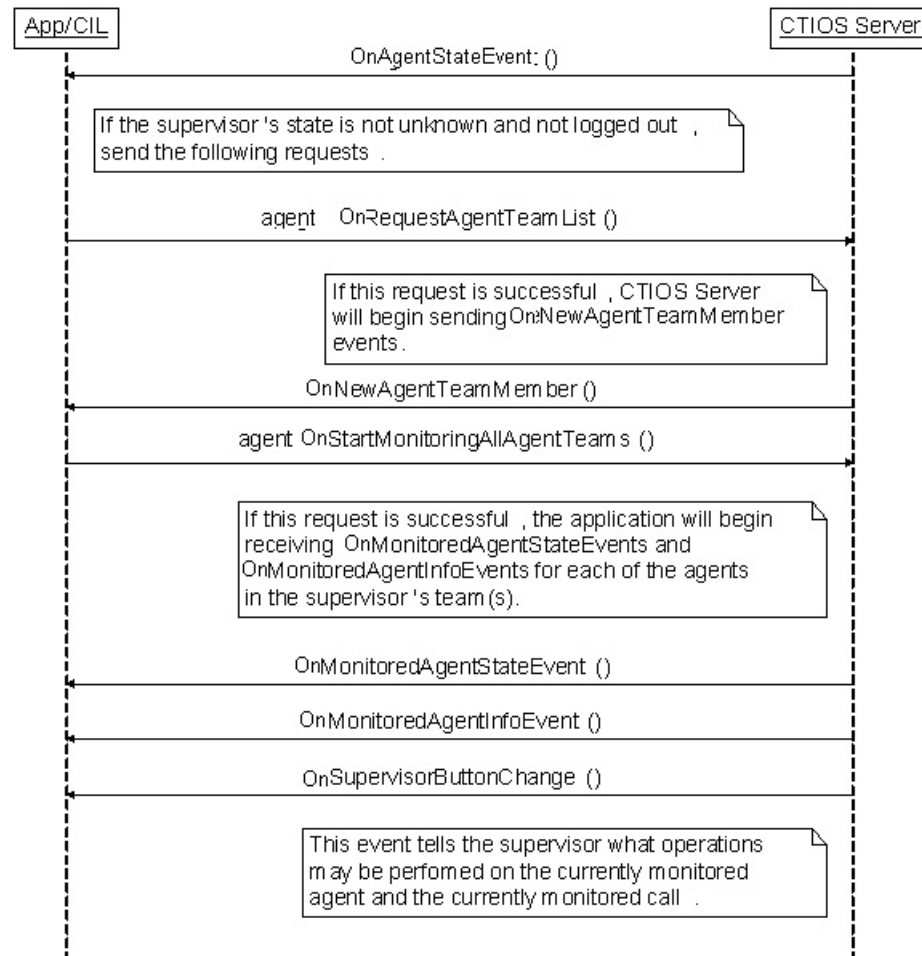 App/CIL
CTIOS Server
OnAgentStateEvent: ()
If the supervisor 's state is not unknown and not logged out ,
send the following requests .
agent OnRequestAgentTeamList ()
If this request is successful , CTIOS Server
will begin sending OnNewAgentTeamMember
events.
OnNewAgentTeamMember ()
agent OnStartMonitoringAllAgentTeams ()
If this request is successful , the application will begin
receiving OnMonitoredAgentStateEvents and
OnMonitoredAgentInfoEvents for each of the agents
in the supervisor 's team(s).
OnMonitoredAgentStateEvent ()
OnMonitoredAgentInfoEvent ()
OnSupervisorButtonChange ()
This event tells the supervisor what operations
may be perfomed on the currently monitored
agent and the currently monitored call .